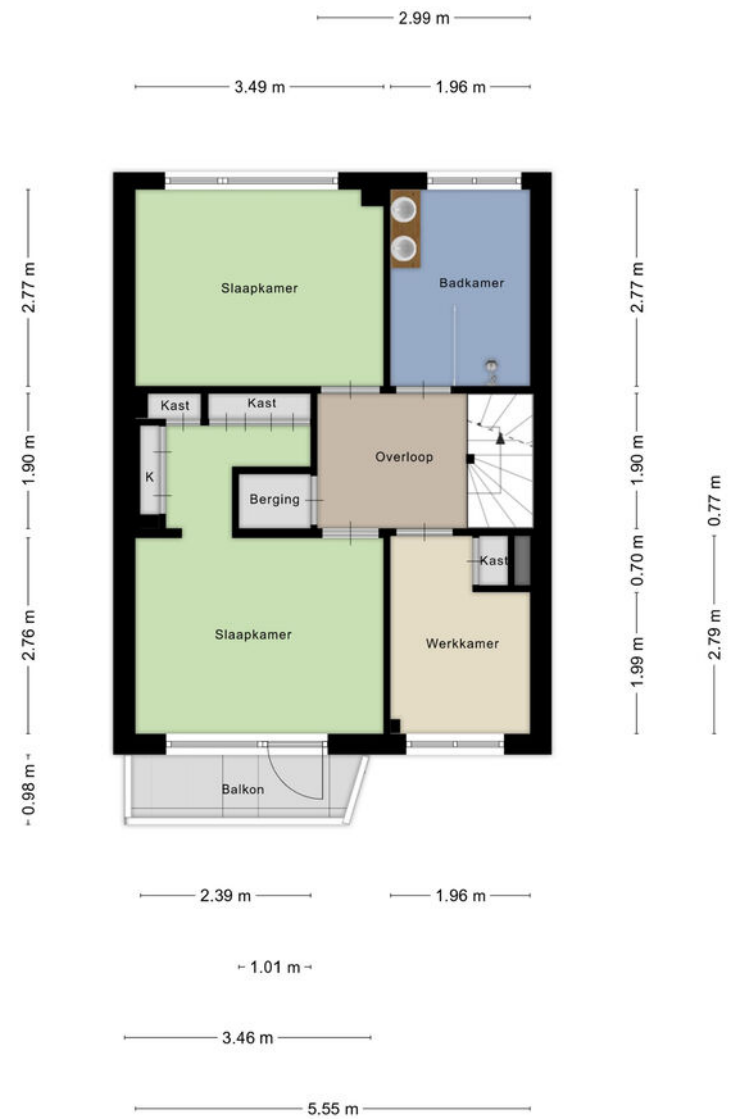 2.99 m
3.49 m
1.96 m
2.77 m
Slaapkamer
Badkamer
2.77 m
Kast
Kast
1.90 m
K
Overloop
1.90 m
Berging
0.77 m
0.70 m
Kast
2.76 m
Slaapkamer
Werkkamer
1.99 m
2.79 m
0.98 m
Balkon
2.39 m
1.96 m
1.01 m
3.46 m
5.55 m